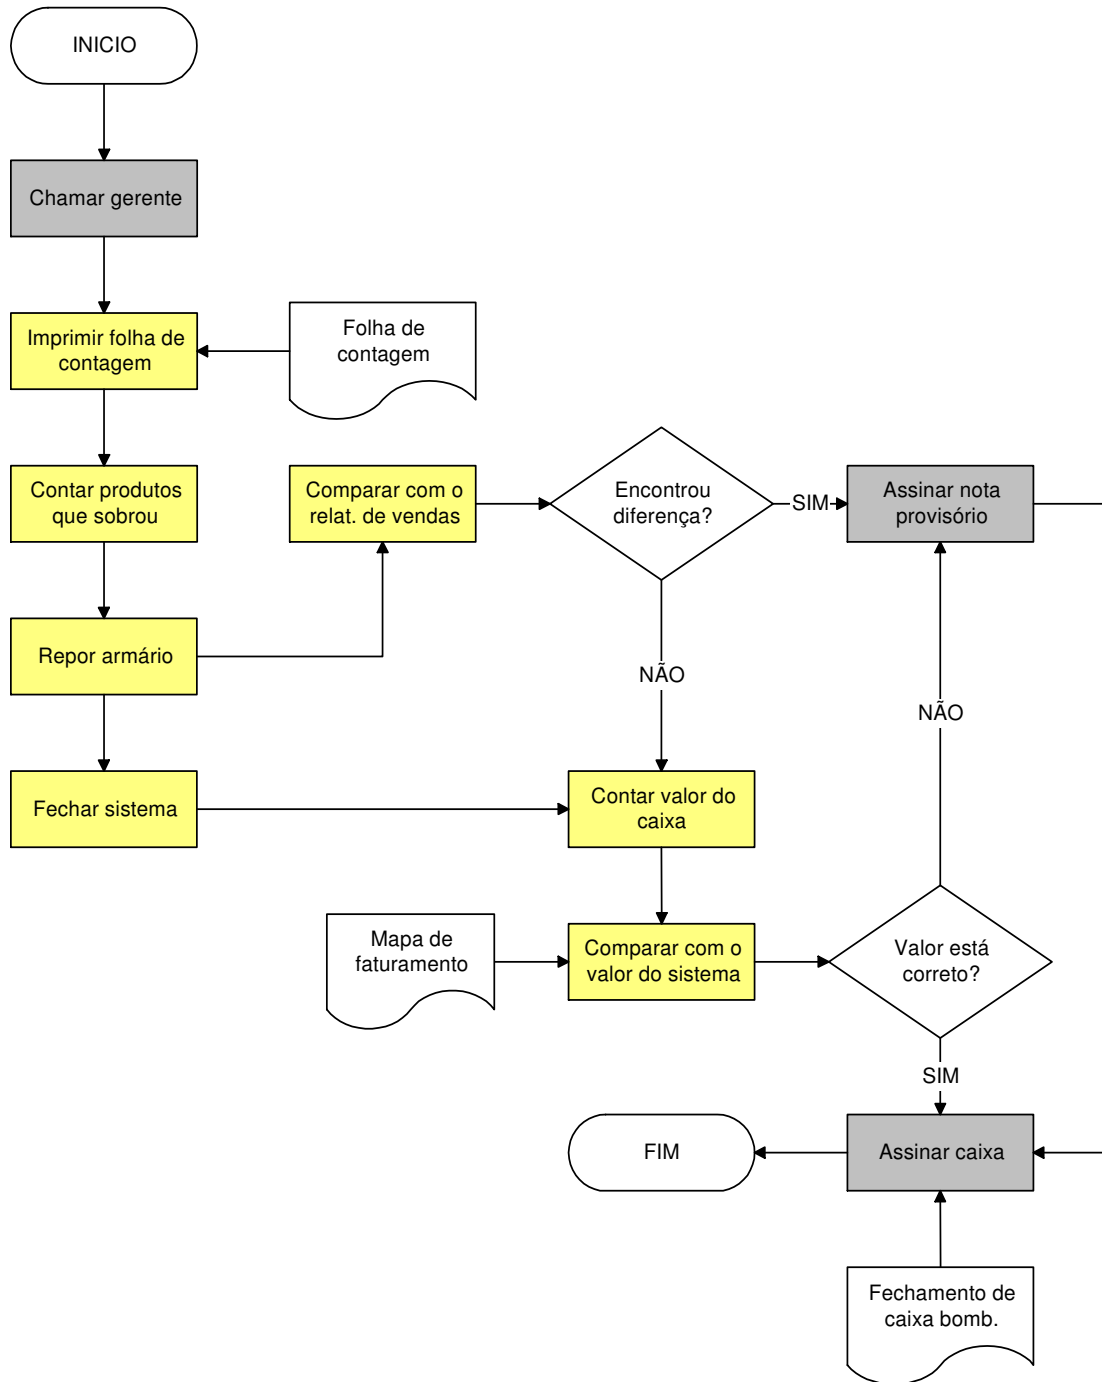 INICIO
Chamar gerente
Imprimir folha de
contagem
Folha de
contagem
Contar produtos
que sobrou
Comparar com o
relat. de vendas
Encontrou
diferença?
SIM
Assinar nota
provisório
Repor armário
NÃO
NÃO
Fechar sistema
Contar valor do
caixa
Mapa de
faturamento
Comparar com o
valor do sistema
Valor está
correto?
SIM
FIM
Assinar caixa
Fechamento de
caixa bomb.